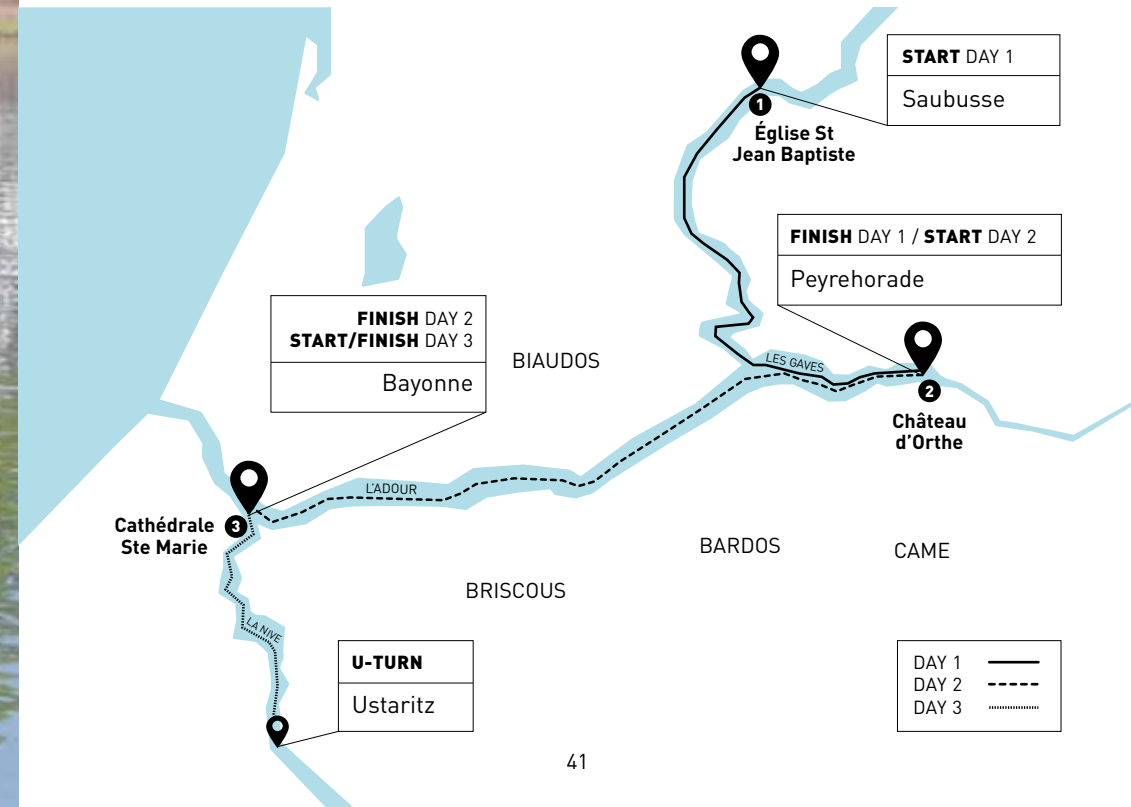 START DAY 1
Saubusse
1
Église St
Jean Baptiste
FINISH DAY 1 / START DAY 2
Peyrehorade
FINISH DAY 2
START/FINISH DAY 3
Bayonne
BIAUDOS
LES GAVES
2
Château
d'Orthe
L'ADOUR
Cathédrale
Ste Marie
3
BARDOS
CAME
BRISCOUS
LA NIVE
U-TURN
Ustaritz
DAY 1
DAY 2
DAY 3
41